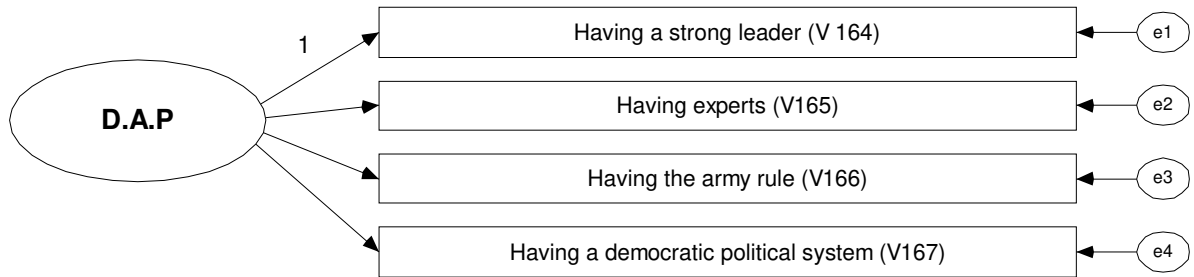 1
Having a strong leader (V 164)
e1
D.A.P
Having experts (V165)
e2
Having the army rule (V166)
e3
Having a democratic political system (V167)
e4